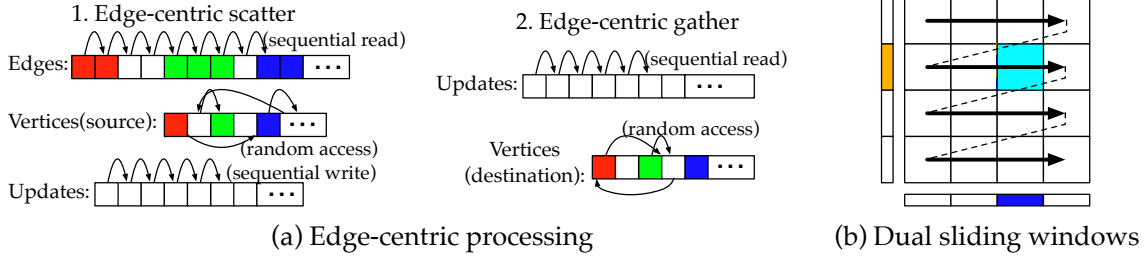 1. Edge-centric scatter
(sequential read)
Edges:
...
Vertices(source):
...
(random access)
(sequential write)
Updates:
...
2. Edge-centric gather
(sequential read)
Updates:
...
(random access)
Vertices
(destination):
...
(a) Edge-centric processing
(b) Dual sliding windows